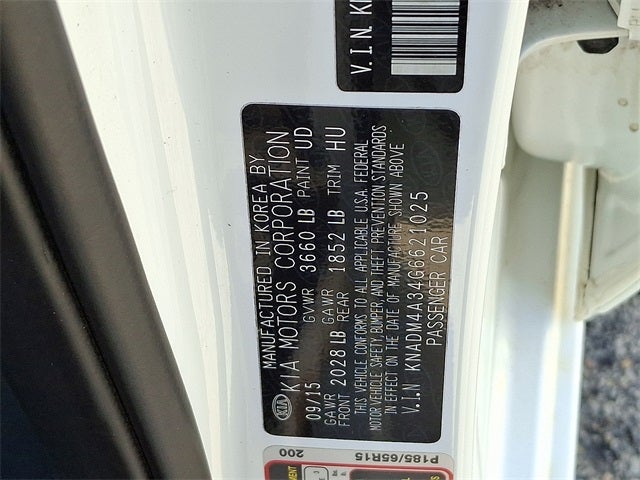 V.I.N
MANUFACTURED IN KOREA BY
KIA KIA MOTORS CORPORATION
09/15 GVWR 3660 LB PAINT UD
GAWR FRONT 2028 LB GAWR REAR 1852 LB TRIM HU
THIS VEHICLE CONFORMS TO ALL APPLICABLE U.S.A. FEDERAL
MOTOR VEHICLE SAFETY, BUMPER AND THEFT PREVENTION STANDARDS
IN EFFECT ON THE DATE OF MANUFACTURE SHOWN ABOVE
V.I.N KNADM4A34G6621025
PASSENGER CAR
200 P185/65R15